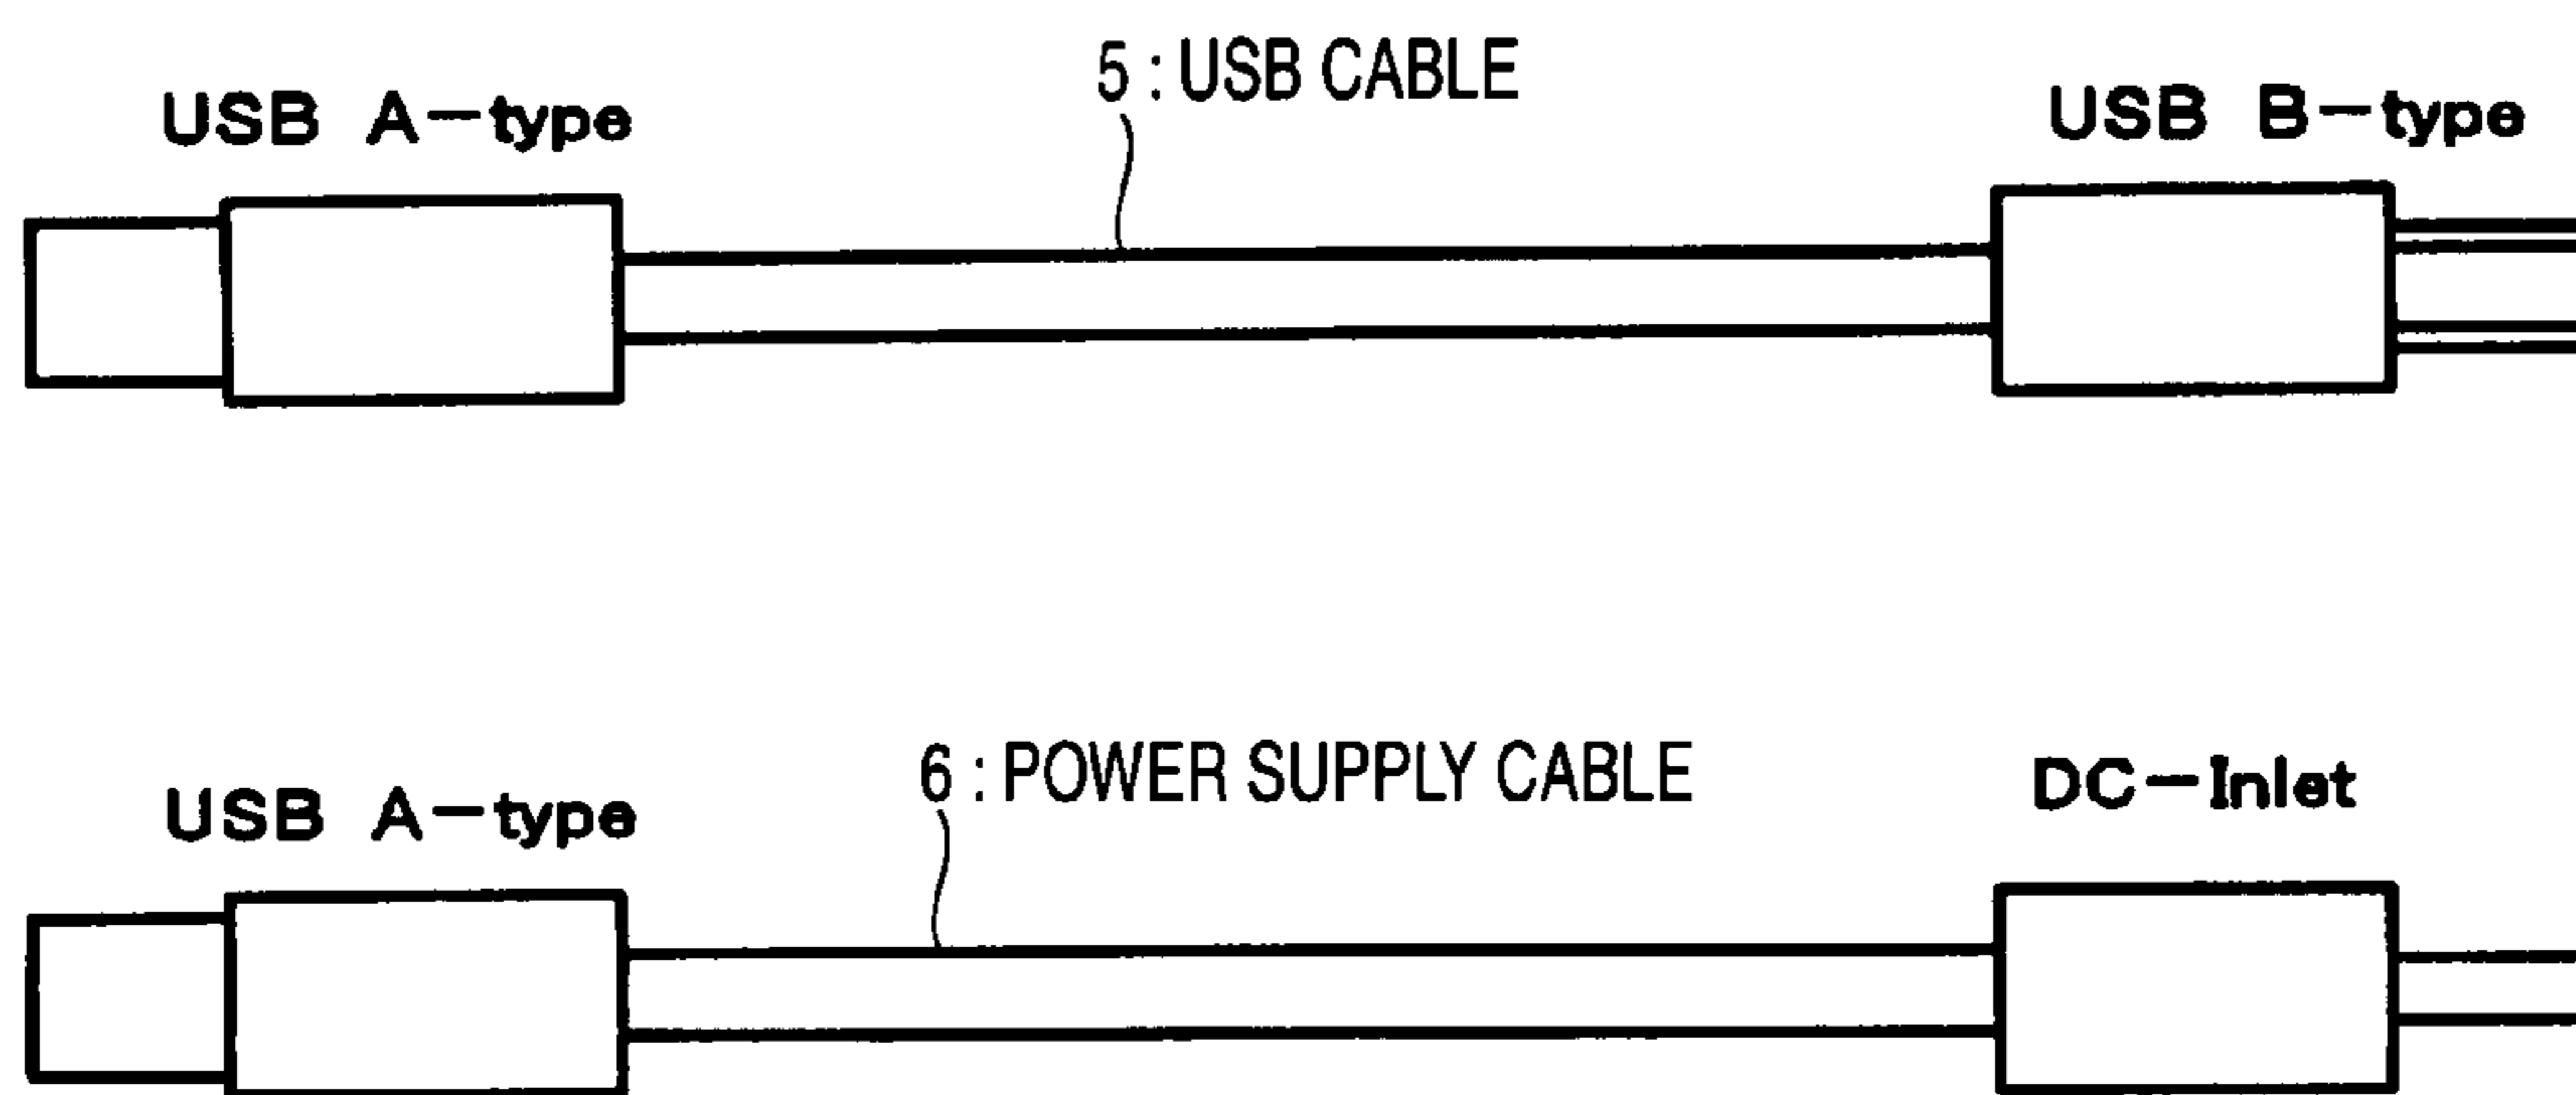 5 : USB CABLE
USB A-type
USB B-type
6 : POWER SUPPLY CABLE
USB A-type
DC-Inlet